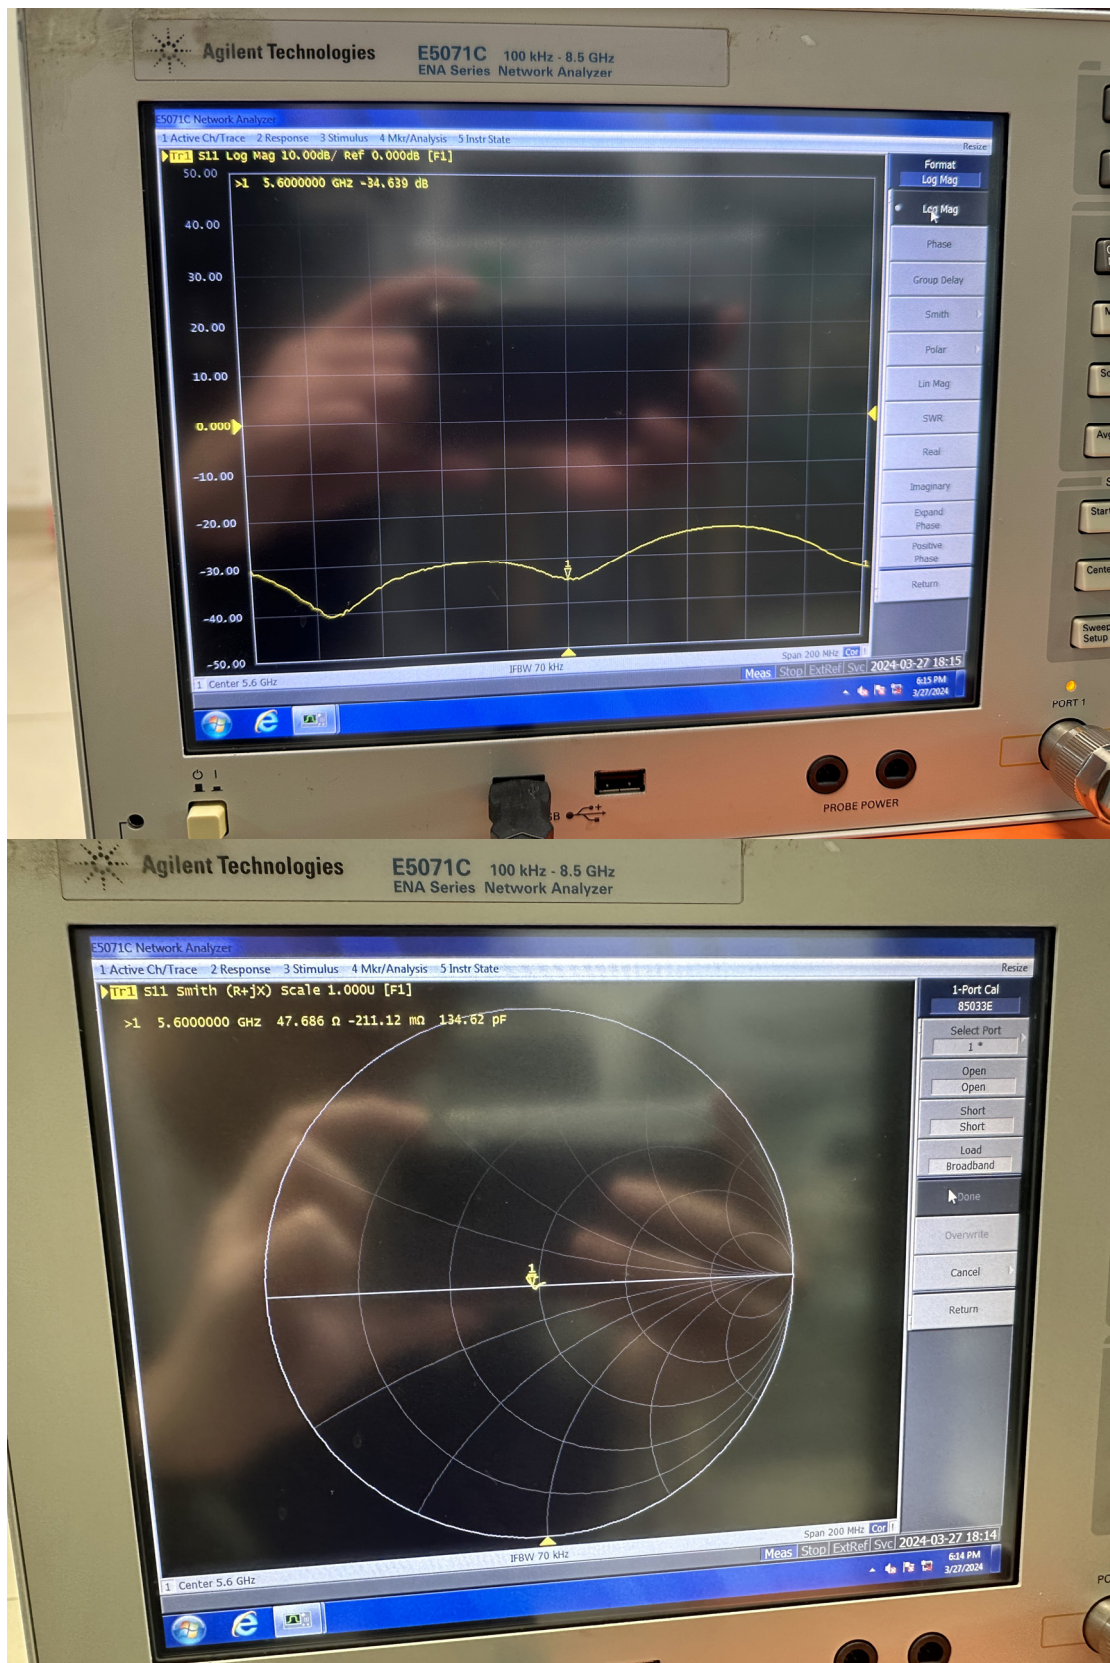 Agilent Technologies E5071C 100 kHz - 8.5 GHz
ENA Series Network Analyzer
E5071C Network Analyzer
1 Active Ch/Trace 2 Response 3 Stimulus 4 Mkr/Analysis 5 Instr State
Resize
Tr1 S11 Log Mag 10.00dB/ Ref 0.000dB [F1]
>1 5.6000000 GHz -34.639 dB
50.00
40.00
30.00
20.00
10.00
0.000
-10.00
-20.00
-30.00
-40.00
-50.00
1
1
Format
Log Mag
Log Mag
Phase
Group Delay
Smith
Polar
Lin Mag
SWR
Real
Imaginary
Expand
Phase
Positive
Phase
Return
1 Center 5.6 GHz
IFBW 70 kHz
Span 200 MHz Cor !
Meas Stop ExtRef Svc 2024-03-27 18:15
6:15 PM
3/27/2024
Star
Cente
Sweep
Setup
PORT 1
PROBE POWER
Agilent Technologies E5071C 100 kHz - 8.5 GHz
ENA Series Network Analyzer
E5071C Network Analyzer
1 Active Ch/Trace 2 Response 3 Stimulus 4 Mkr/Analysis 5 Instr State
Resize
Tr1 S11 Smith (R+jX) Scale 1.000U [F1]
>1 5.6000000 GHz 47.686 Ω -211.12 mΩ 134.62 pF
1
1-Port Cal
85033E
Select Port
1 *
Open
Open
Short
Short
Load
Broadband
Done
Overwrite
Cancel
Return
1 Center 5.6 GHz
IFBW 70 kHz
Span 200 MHz Cor !
Meas Stop ExtRef Svc 2024-03-27 18:14
6:14 PM
3/27/2024